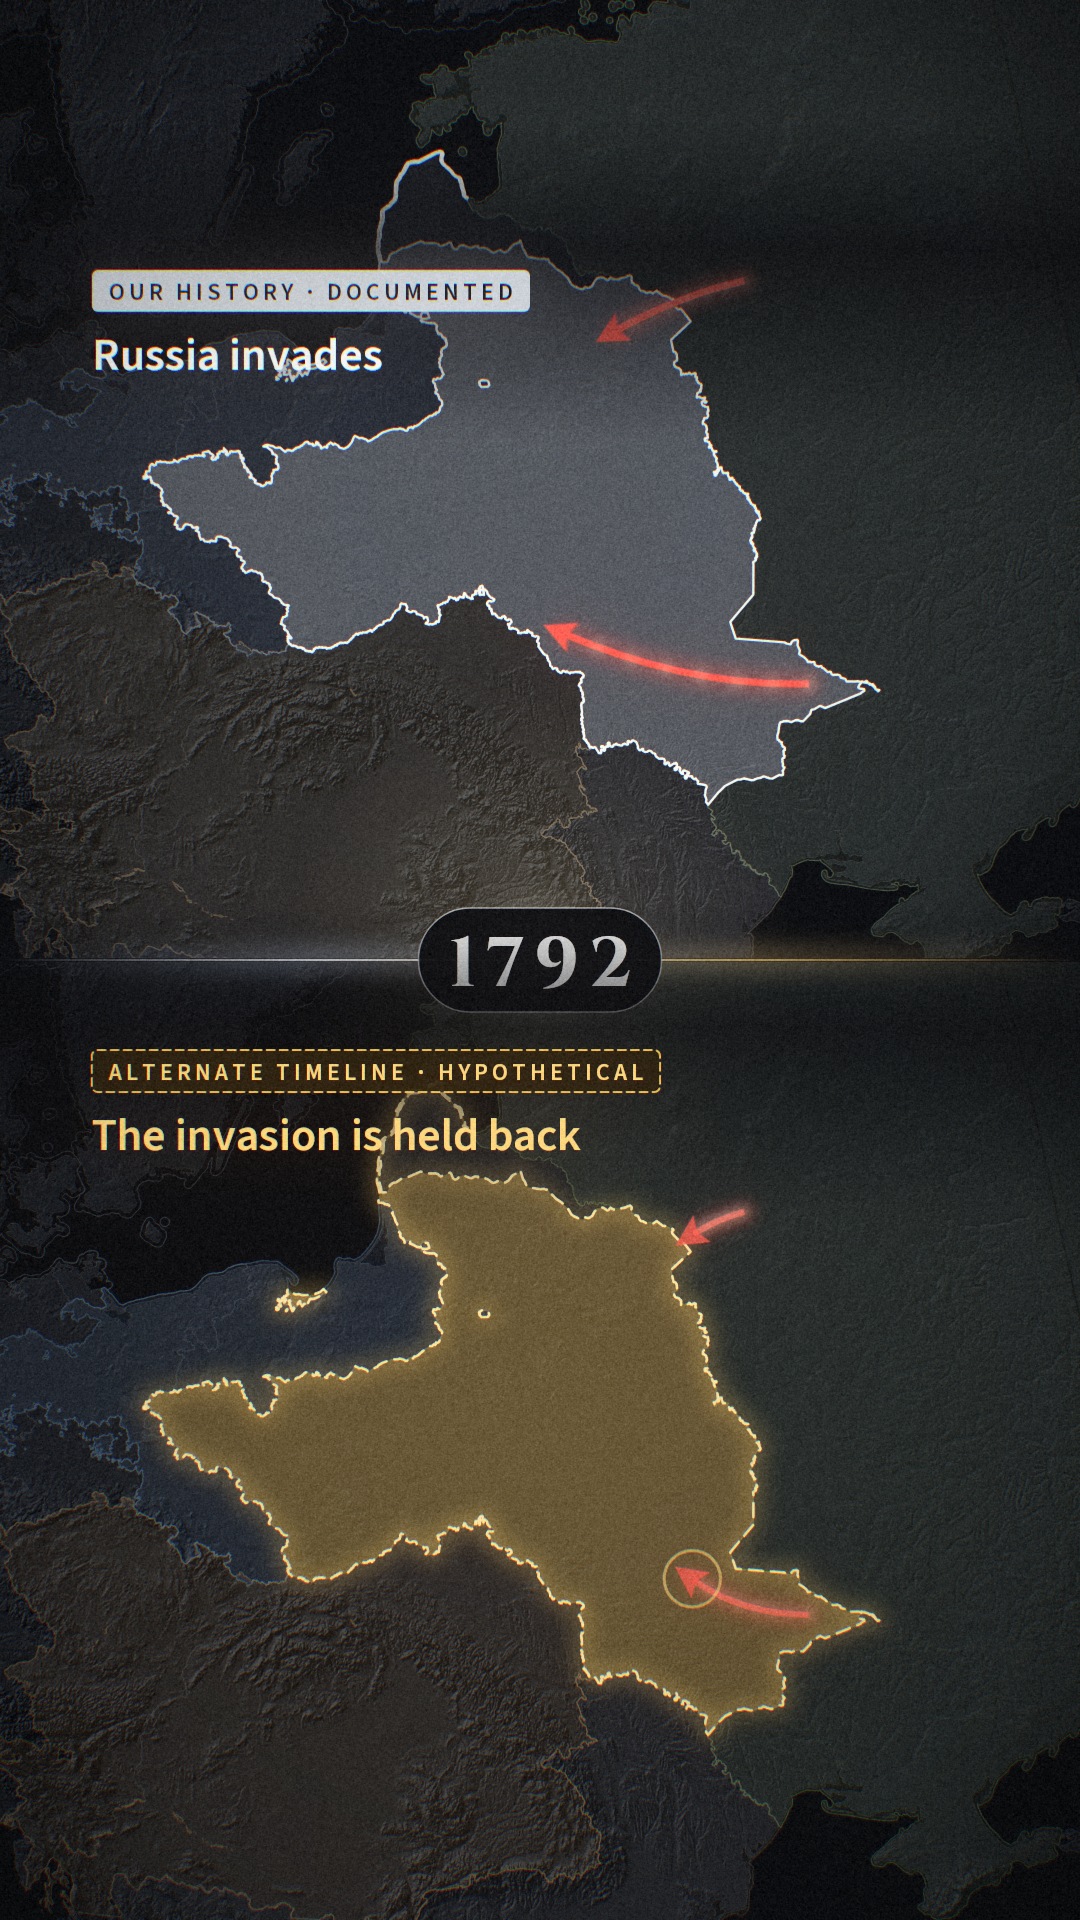 OUR HISTORY · DOCUMENTED
Russia invades
1792
ALTERNATE TIMELINE · HYPOTHETICAL
The invasion is held back